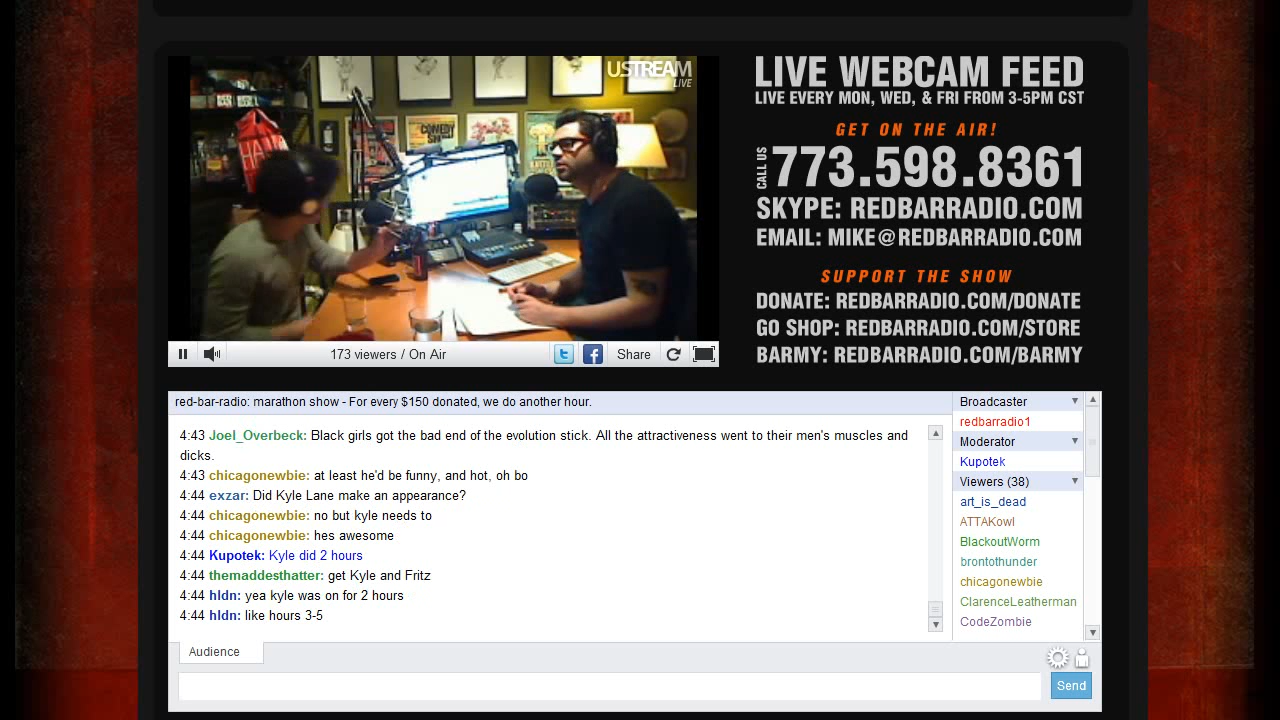 USTREAM
LIVE
COMEDY
173 viewers / On Air
Share
LIVE WEBCAM FEED
LIVE EVERY MON, WED, & FRI FROM 3-5PM CST
GET ON THE AIR!
CALL US
773.598.8361
SKYPE: REDBARRADIO.COM
EMAIL: MIKE@REDBARRADIO.COM
SUPPORT THE SHOW
DONATE: REDBARRADIO.COM/DONATE
GO SHOP: REDBARRADIO.COM/STORE
BARMY: REDBARRADIO.COM/BARMY
red-bar-radio: marathon show - For every $150 donated, we do another hour.
4:43 Joel_Overbeck: Black girls got the bad end of the evolution stick. All the attractiveness went to their men's muscles and
dicks.
4:43 chicagonewbie: at least he'd be funny, and hot, oh bo
4:44 exzar: Did Kyle Lane make an appearance?
4:44 chicagonewbie: no but kyle needs to
4:44 chicagonewbie: hes awesome
4:44 Kupotek: Kyle did 2 hours
4:44 themaddesthatter: get Kyle and Fritz
4:44 hldn: yea kyle was on for 2 hours
4:44 hldn: like hours 3-5
Broadcaster
redbarradio1
Moderator
Kupotek
Viewers (38)
art_is_dead
ATTAKowl
BlackoutWorm
brontothunder
chicagonewbie
ClarenceLeatherman
CodeZombie
Audience
Send